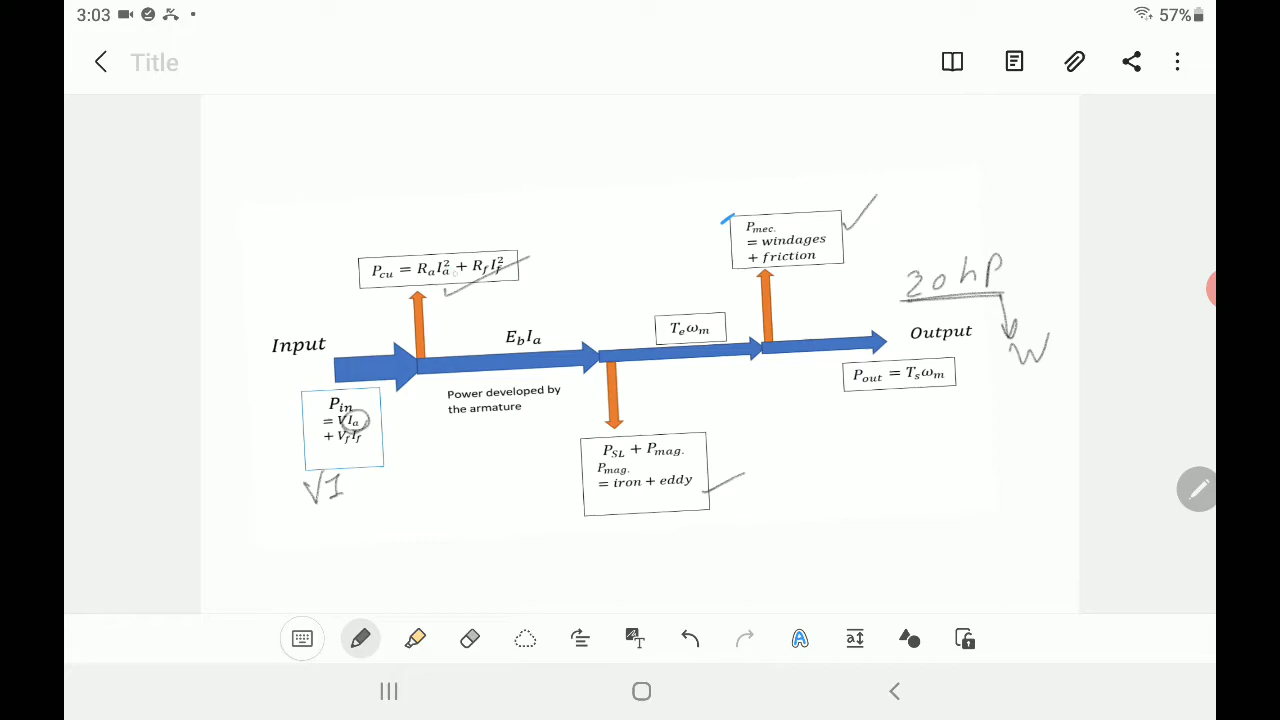 3:03
57%
Title
P_cu = R_a I_a^2 + R_f I_f^2
P_mec.
= windages
+ friction
20 hp
W
Input
E_b I_a
T_e ω_m
Output
P_out = T_s ω_m
Power developed by
the armature
P_in
= VI_a
+ V_f I_f
VI
P_SL + P_mag.
P_mag.
= iron + eddy